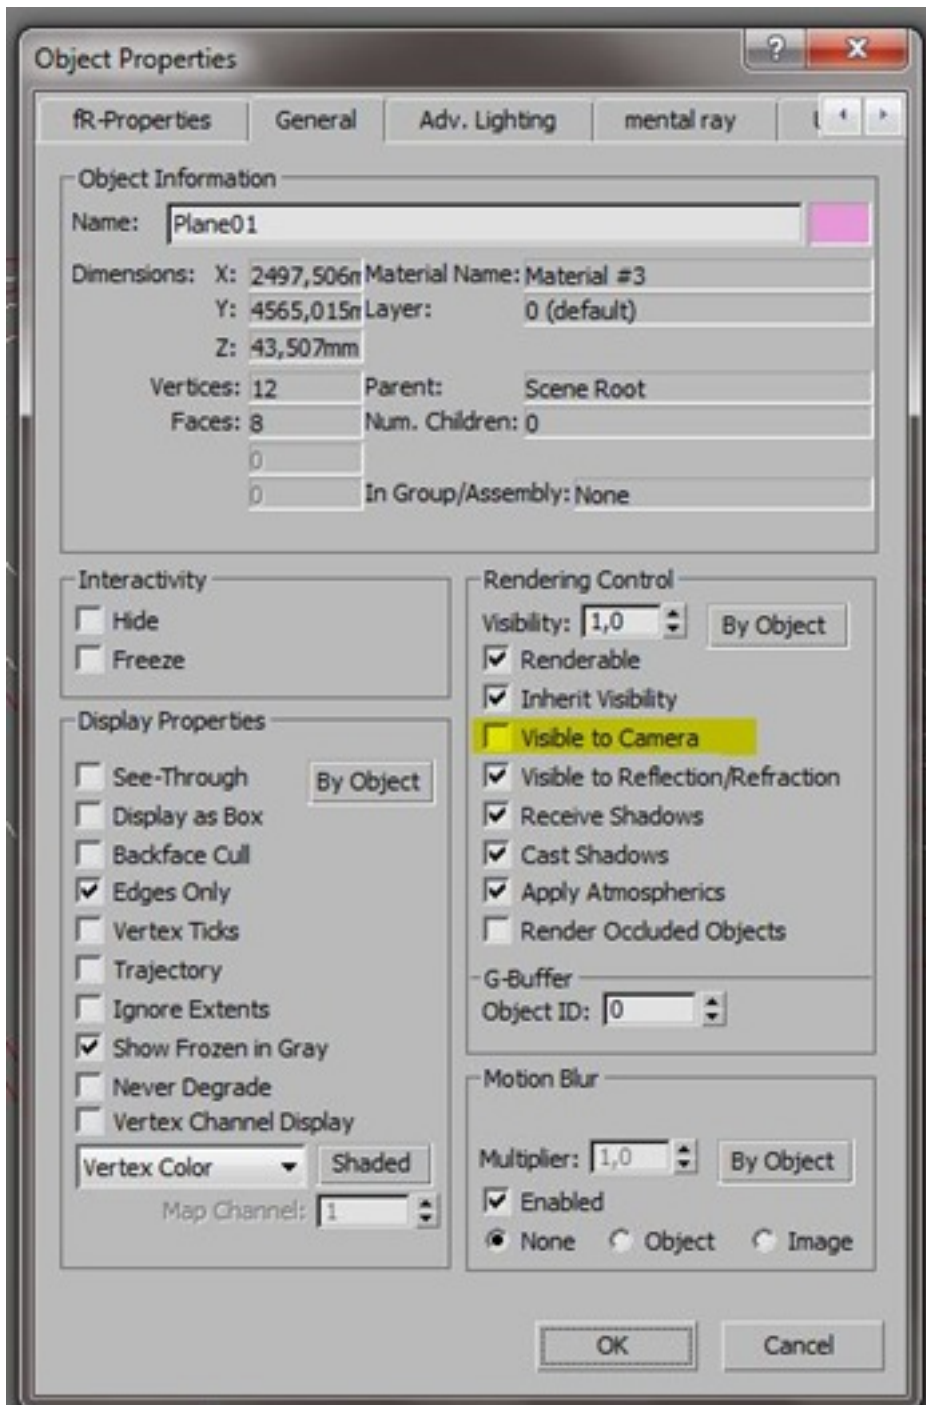 Object Properties
fR-Properties General Adv. Lighting mental ray
Object Information
Name: Plane01
Dimensions: X: 2497,506m Material Name: Material #3
Y: 4565,015m Layer: 0 (default)
Z: 43,507mm
Vertices: 12 Parent: Scene Root
Faces: 8 Num. Children: 0
0
0 In Group/Assembly: None
Interactivity
Hide
Freeze
Display Properties
See-Through By Object
Display as Box
Backface Cull
Edges Only
Vertex Ticks
Trajectory
Ignore Extents
Show Frozen in Gray
Never Degrade
Vertex Channel Display
Vertex Color Shaded
Map Channel: 1
Rendering Control
Visibility: 1,0 By Object
Renderable
Inherit Visibility
Visible to Camera
Visible to Reflection/Refraction
Receive Shadows
Cast Shadows
Apply Atmospherics
Render Occluded Objects
G-Buffer
Object ID: 0
Motion Blur
Multiplier: 1,0 By Object
Enabled
None Object Image
OK Cancel